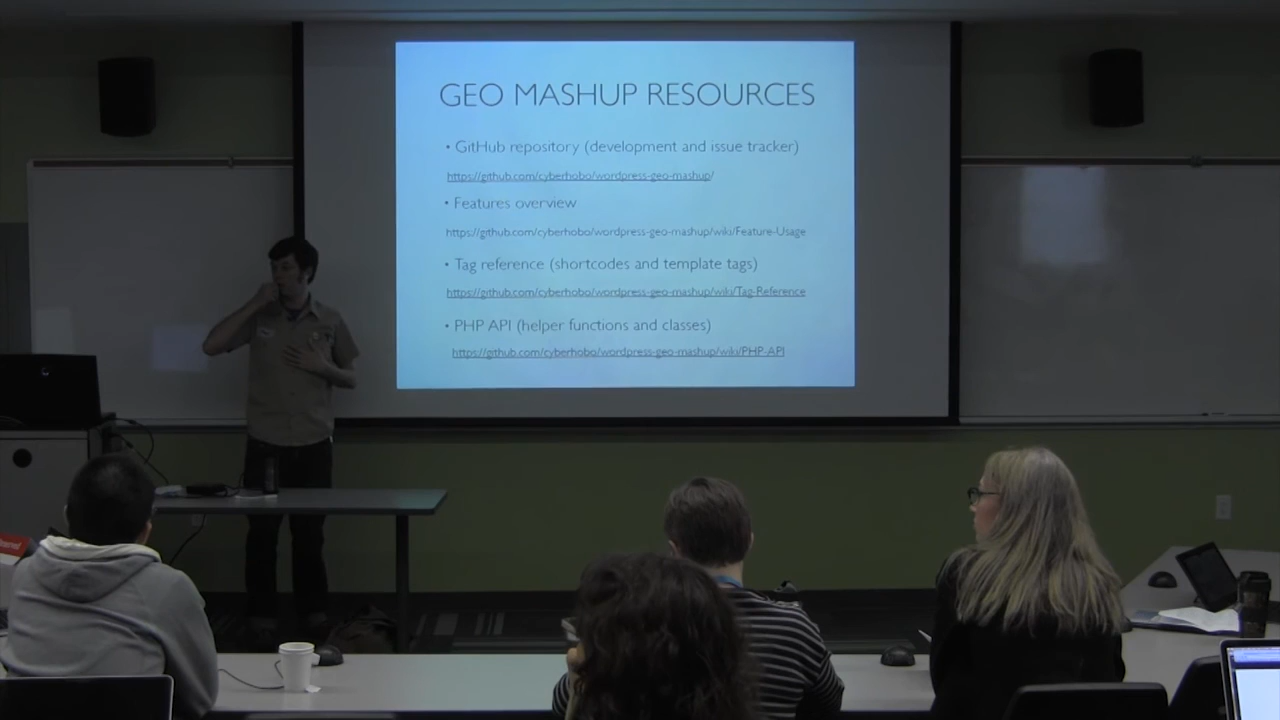 GEO MASHUP RESOURCES
• GitHub repository (development and issue tracker)
https://github.com/cyberhobo/wordpress-geo-mashup/
• Features overview
https://github.com/cyberhobo/wordpress-geo-mashup/wiki/Feature-Usage
• Tag reference (shortcodes and template tags)
https://github.com/cyberhobo/wordpress-geo-mashup/wiki/Tag-Reference
• PHP API (helper functions and classes)
https://github.com/cyberhobo/wordpress-geo-mashup/wiki/PHP-API